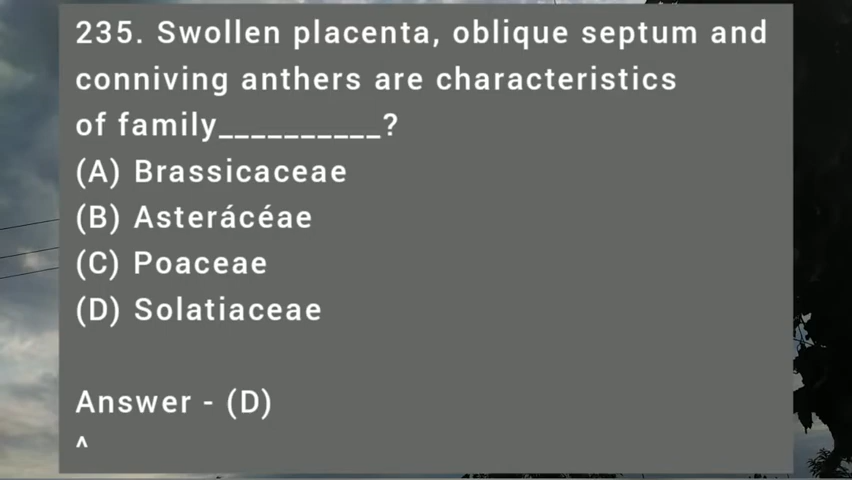 235. Swollen placenta, oblique septum and
conniving anthers are characteristics
of family__________?
(A) Brassicaceae
(B) Asterácéae
(C) Poaceae
(D) Solatiaceae
Answer - (D)
^